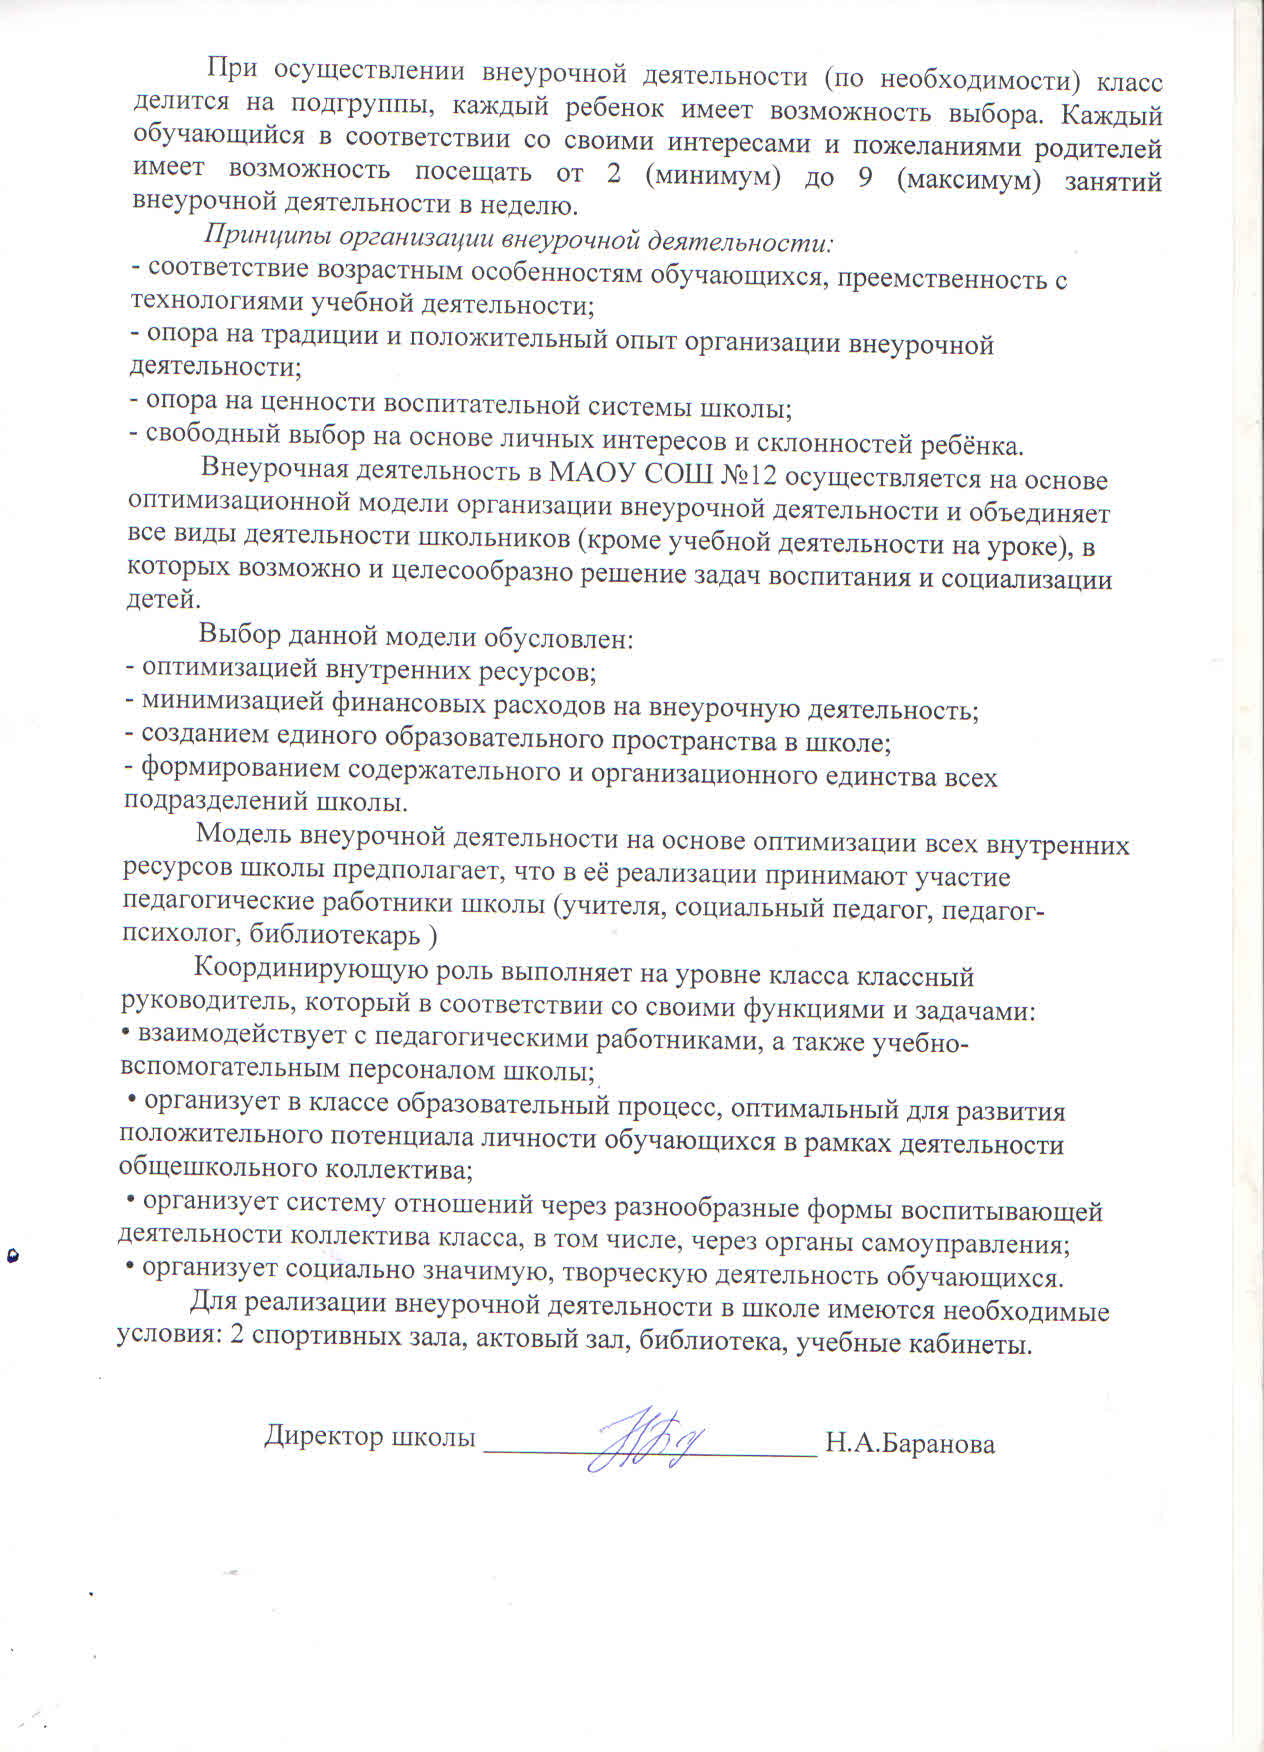 При осуществлении внеурочной деятельности (по необходимости) класс
делится на подгруппы, каждый ребенок имеет возможность выбора. Каждый
обучающийся в соответствии со своими интересами и пожеланиями родителей
имеет возможность посещать от 2 (минимум) до 9 (максимум) занятий
внеурочной деятельности в неделю.
Принципы организации внеурочной деятельности:
- соответствие возрастным особенностям обучающихся, преемственность с
технологиями учебной деятельности;
- опора на традиции и положительный опыт организации внеурочной
деятельности;
- опора на ценности воспитательной системы школы;
- свободный выбор на основе личных интересов и склонностей ребёнка.
Внеурочная деятельность в МАОУ СОШ №12 осуществляется на основе
оптимизационной модели организации внеурочной деятельности и объединяет
все виды деятельности школьников (кроме учебной деятельности на уроке), в
которых возможно и целесообразно решение задач воспитания и социализации
детей.
Выбор данной модели обусловлен:
- оптимизацией внутренних ресурсов;
- минимизацией финансовых расходов на внеурочную деятельность;
- созданием единого образовательного пространства в школе;
- формированием содержательного и организационного единства всех
подразделений школы.
Модель внеурочной деятельности на основе оптимизации всех внутренних
ресурсов школы предполагает, что в её реализации принимают участие
педагогические работники школы (учителя, социальный педагог, педагог-
психолог, библиотекарь )
Координирующую роль выполняет на уровне класса классный
руководитель, который в соответствии со своими функциями и задачами:
• взаимодействует с педагогическими работниками, а также учебно-
вспомогательным персоналом школы;
• организует в классе образовательный процесс, оптимальный для развития
положительного потенциала личности обучающихся в рамках деятельности
общешкольного коллектива;
• организует систему отношений через разнообразные формы воспитывающей
деятельности коллектива класса, в том числе, через органы самоуправления;
• организует социально значимую, творческую деятельность обучающихся.
Для реализации внеурочной деятельности в школе имеются необходимые
условия: 2 спортивных зала, актовый зал, библиотека, учебные кабинеты.
Директор школы ______________________ Н.А.Баранова